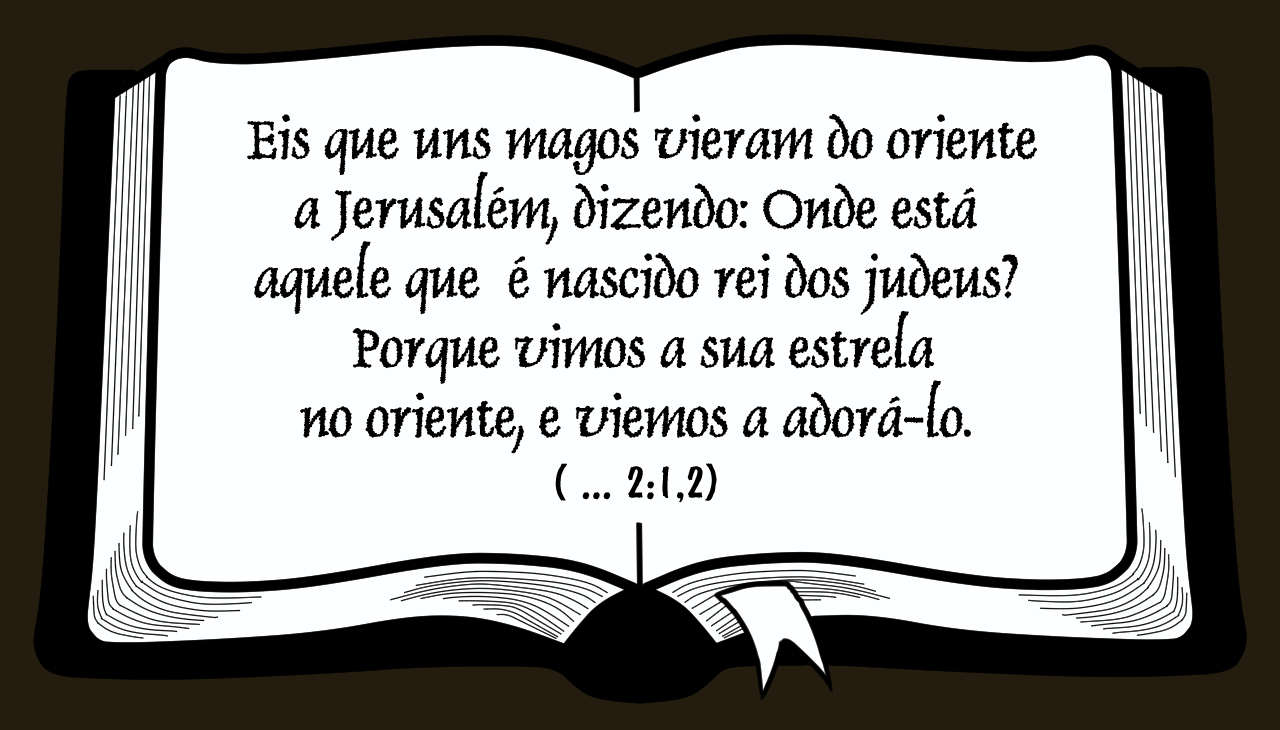 Eis que uns magos vieram do oriente
a Jerusalém, dizendo: Onde está
aquele que é nascido rei dos judeus?
Porque vimos a sua estrela
no oriente, e viemos a adorá-lo.
( ... 2:1,2)